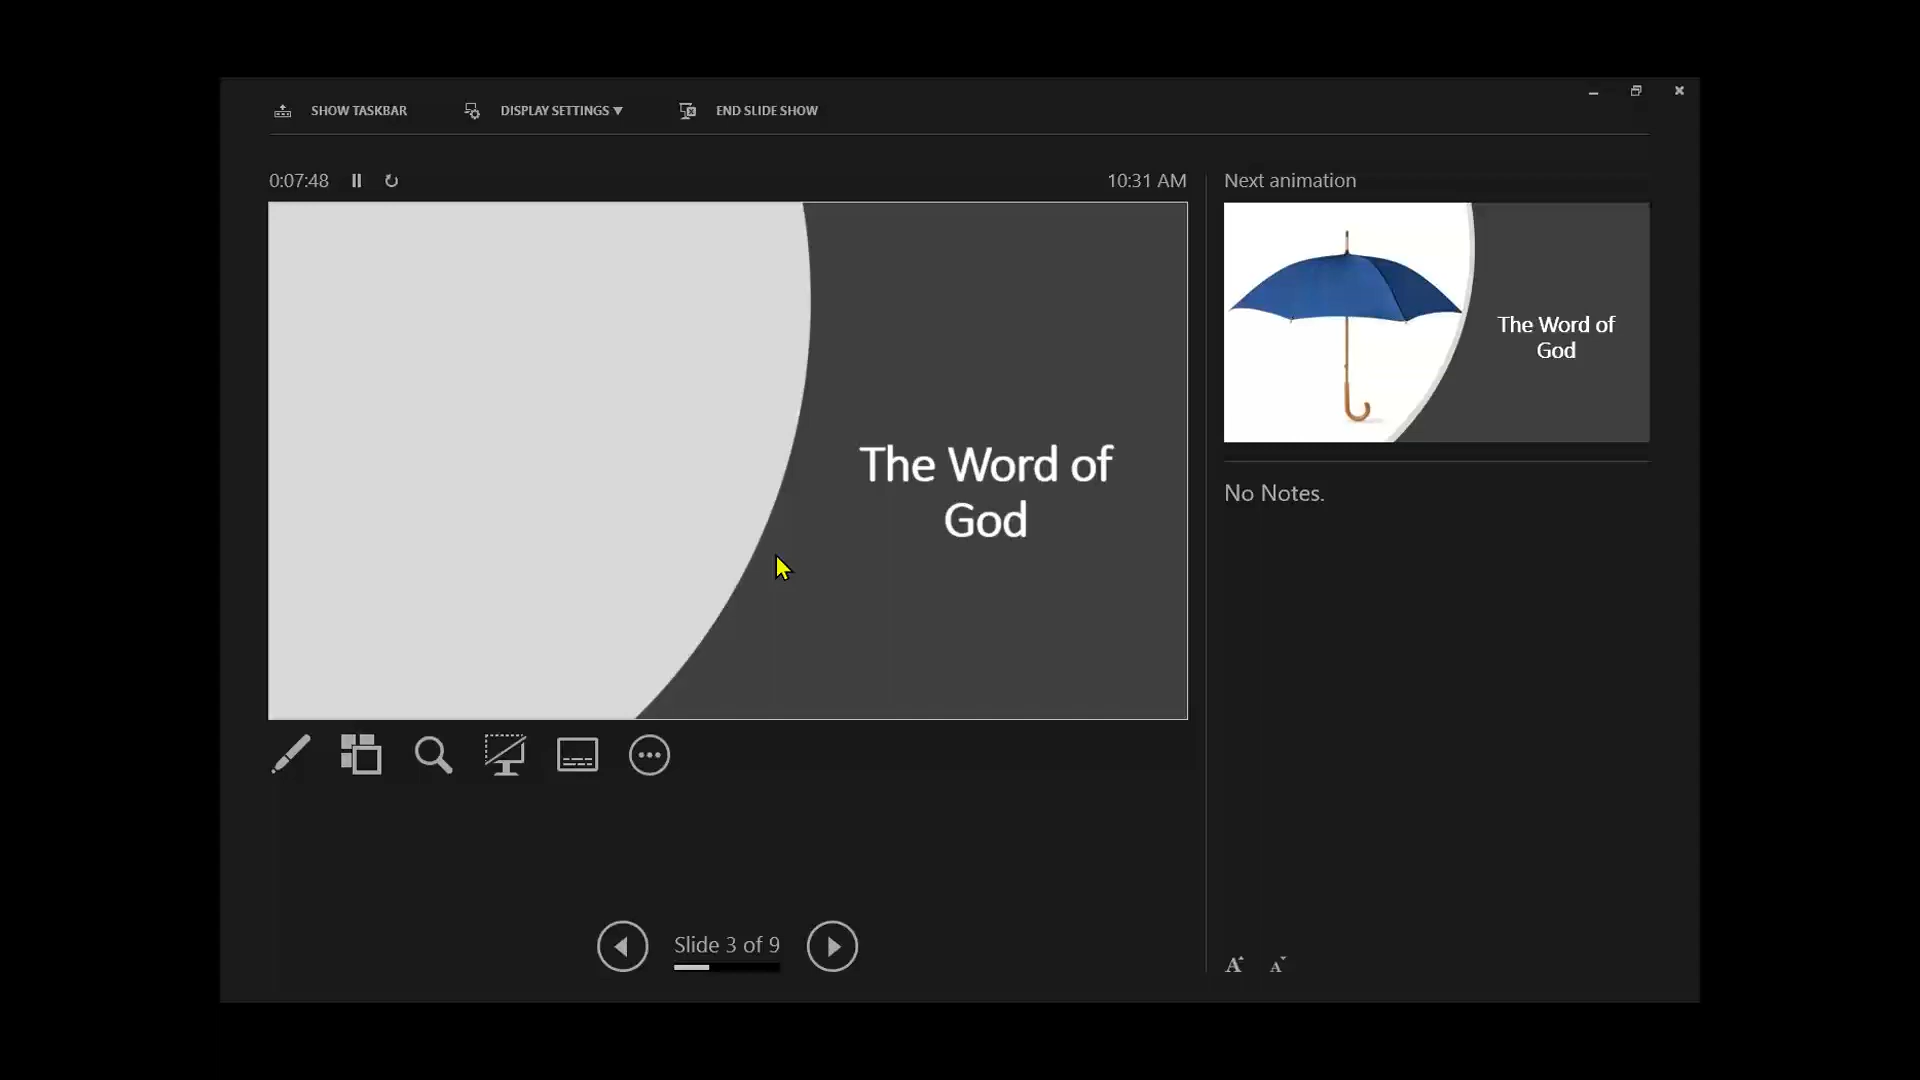 SHOW TASKBAR
DISPLAY SETTINGS ▼
END SLIDE SHOW
0:07:48
10:31 AM
Next animation
The Word of
God
The Word of
God
No Notes.
Slide 3 of 9
A
A